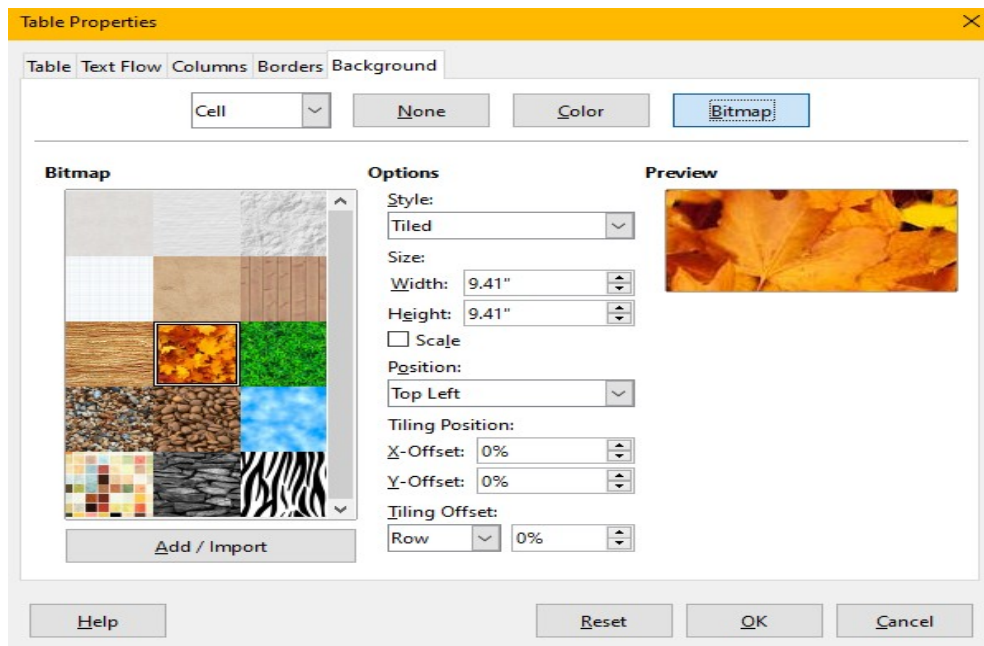 Table Properties
Table Text Flow Columns Borders Background
Cell None Color Bitmap
Bitmap
Options
Style:
Tiled
Size:
Width: 9.41"
Height: 9.41"
Scale
Position:
Top Left
Tiling Position:
X-Offset: 0%
Y-Offset: 0%
Tiling Offset:
Row 0%
Preview
Add / Import
Help Reset OK Cancel